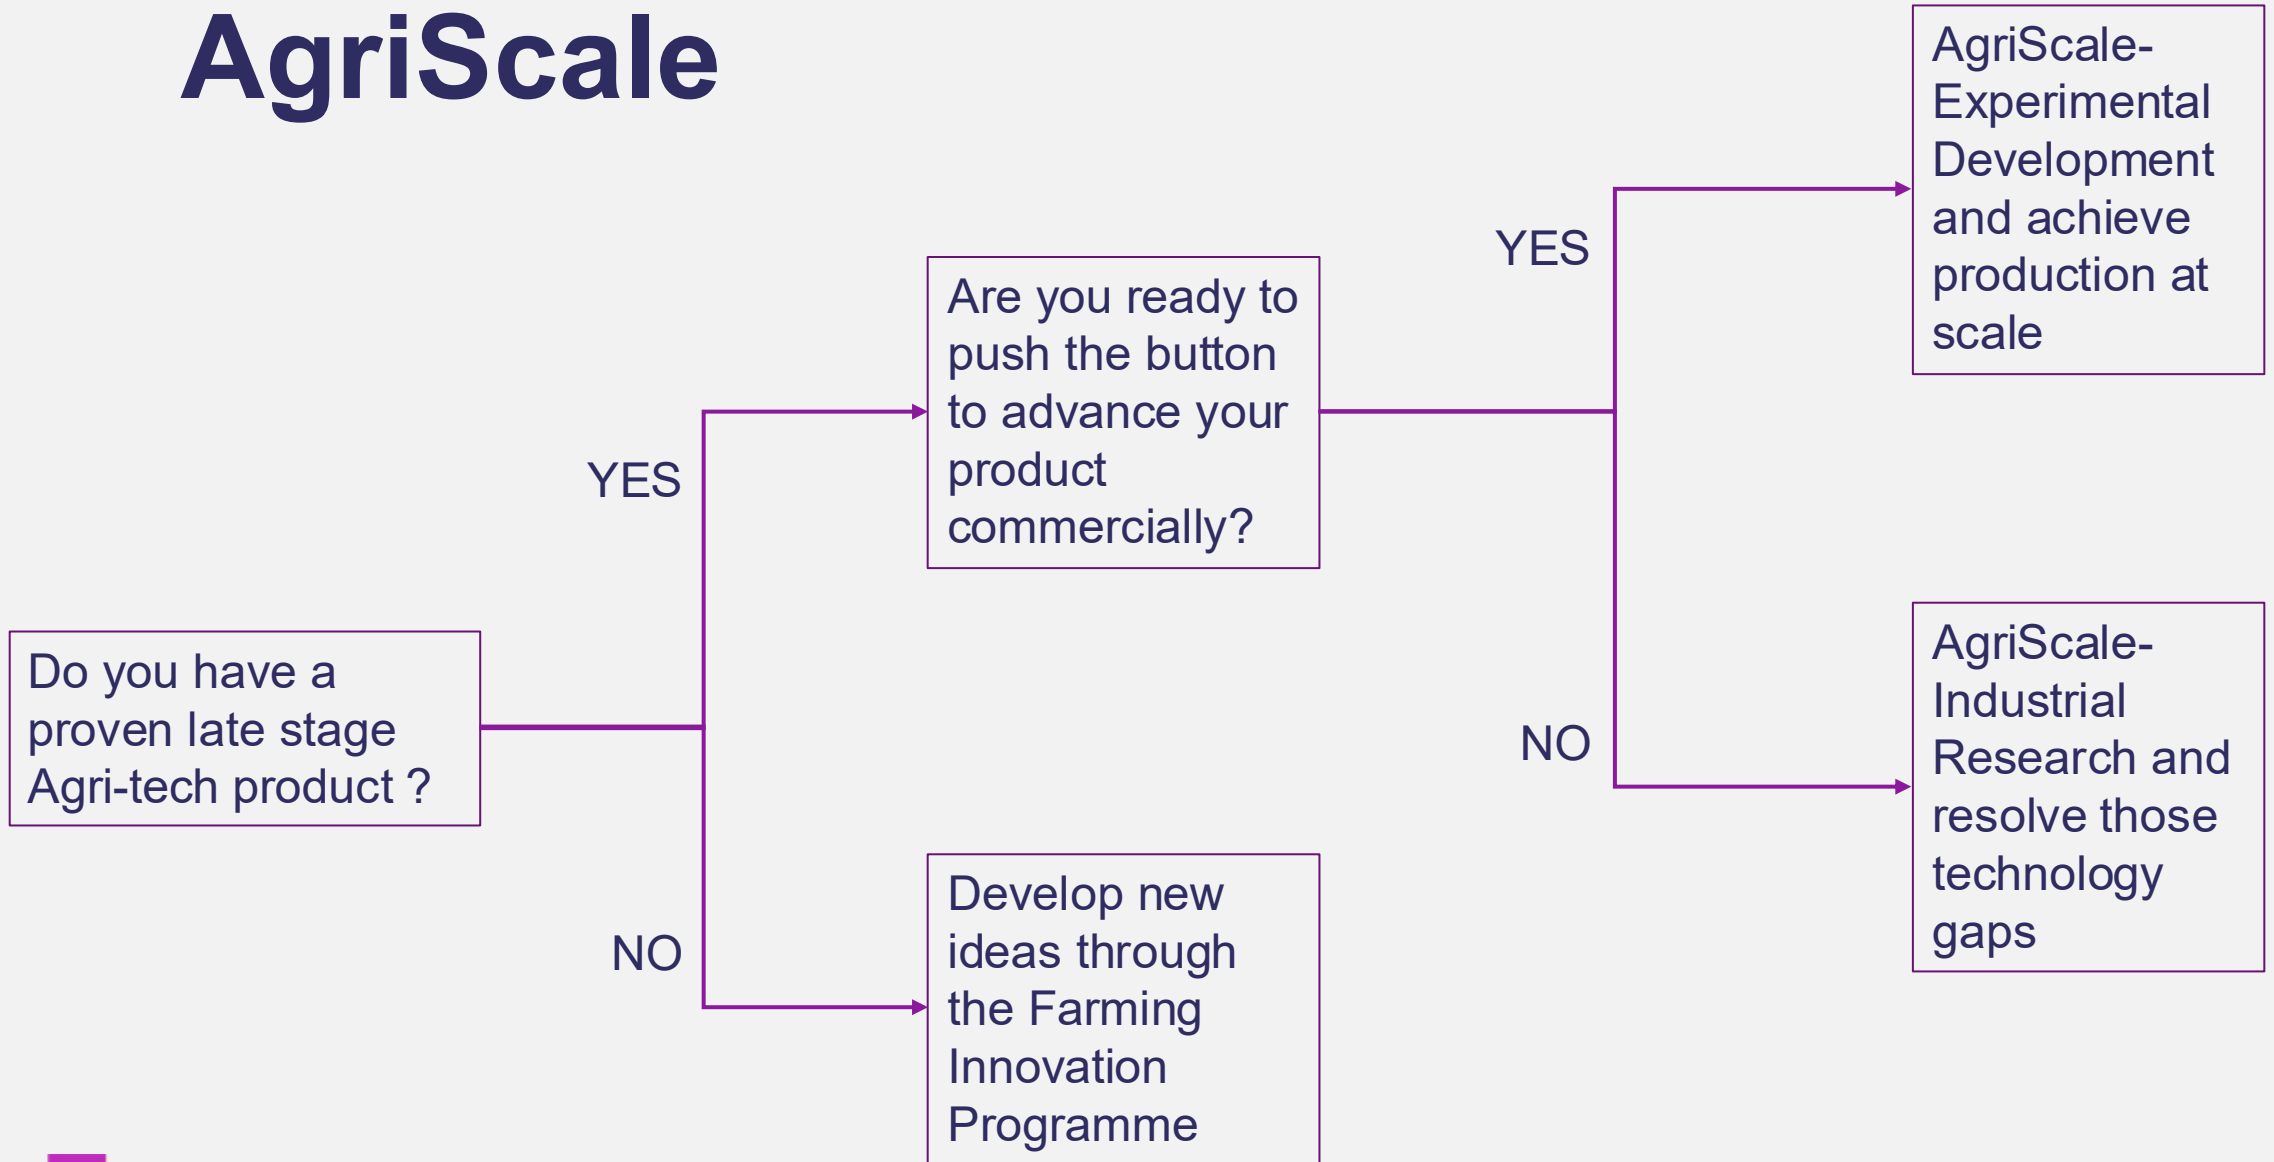 AgriScale
Do you have a
proven late stage
Agri-tech product ?
YES
NO
Are you ready to
push the button
to advance your
product
commercially?
Develop new
ideas through
the Farming
Innovation
Programme
YES
NO
AgriScale-
Experimental
Development
and achieve
production at
scale
AgriScale-
Industrial
Research and
resolve those
technology
gaps